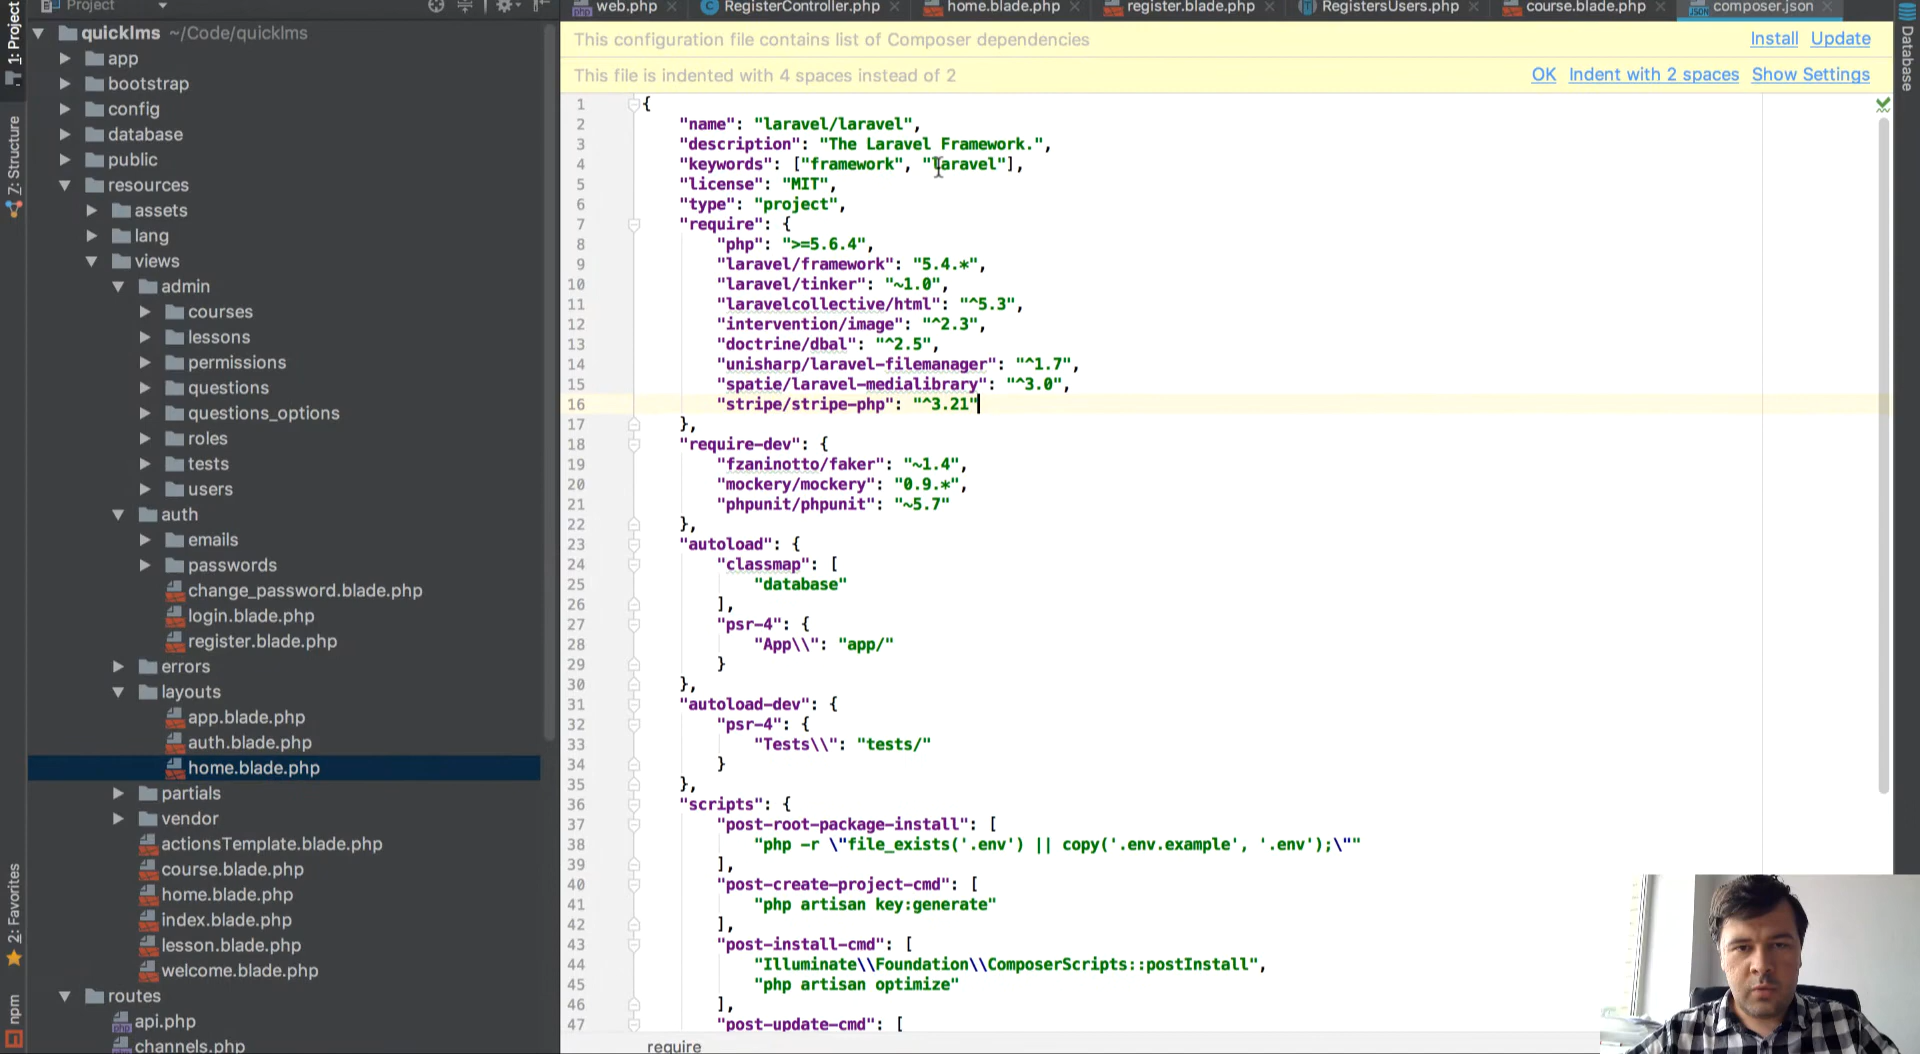 Project
web.php
RegisterController.php
home.blade.php
register.blade.php
RegistersUsers.php
course.blade.php
composer.json
1: Project
7: Structure
2: Favorites
npm
Database
quicklms ~/Code/quicklms
app
bootstrap
config
database
public
resources
assets
lang
views
admin
courses
lessons
permissions
questions
questions_options
roles
tests
users
auth
emails
passwords
change_password.blade.php
login.blade.php
register.blade.php
errors
layouts
app.blade.php
auth.blade.php
home.blade.php
partials
vendor
actionsTemplate.blade.php
course.blade.php
home.blade.php
index.blade.php
lesson.blade.php
welcome.blade.php
routes
api.php
channels.php
This configuration file contains list of Composer dependencies Install Update
This file is indented with 4 spaces instead of 2 OK Indent with 2 spaces Show Settings
1 {
2 "name": "laravel/laravel",
3 "description": "The Laravel Framework.",
4 "keywords": ["framework", "laravel"],
5 "license": "MIT",
6 "type": "project",
7 "require": {
8 "php": ">=5.6.4",
9 "laravel/framework": "5.4.*",
10 "laravel/tinker": "~1.0",
11 "laravelcollective/html": "^5.3",
12 "intervention/image": "^2.3",
13 "doctrine/dbal": "^2.5",
14 "unisharp/laravel-filemanager": "^1.7",
15 "spatie/laravel-medialibrary": "^3.0",
16 "stripe/stripe-php": "^3.21"
17 },
18 "require-dev": {
19 "fzaninotto/faker": "~1.4",
20 "mockery/mockery": "0.9.*",
21 "phpunit/phpunit": "~5.7"
22 },
23 "autoload": {
24 "classmap": [
25 "database"
26 ],
27 "psr-4": {
28 "App\\": "app/"
29 }
30 },
31 "autoload-dev": {
32 "psr-4": {
33 "Tests\\": "tests/"
34 }
35 },
36 "scripts": {
37 "post-root-package-install": [
38 "php -r \"file_exists('.env') || copy('.env.example', '.env');\""
39 ],
40 "post-create-project-cmd": [
41 "php artisan key:generate"
42 ],
43 "post-install-cmd": [
44 "Illuminate\\Foundation\\ComposerScripts::postInstall",
45 "php artisan optimize"
46 ],
47 "post-update-cmd": [
require